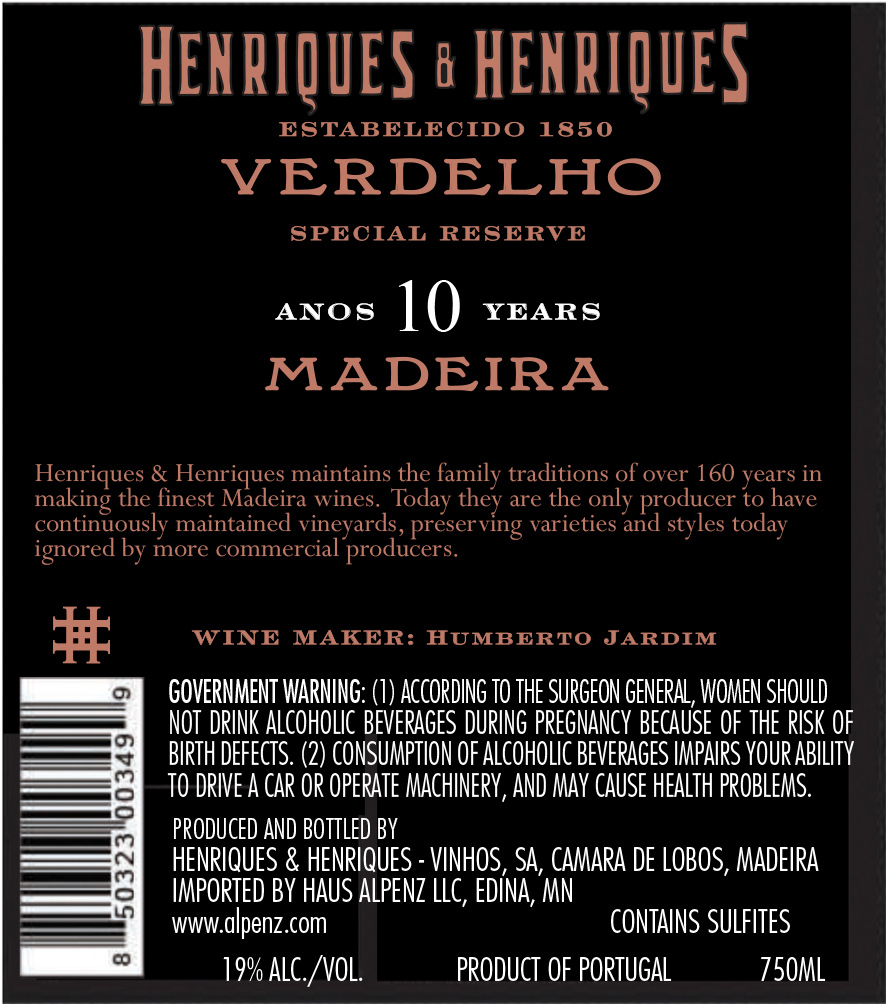 HENRIQUES & HENRIQUES
ESTABELECIDO 1850
VERDELHO
SPECIAL RESERVE
ANOS 10 YEARS
MADEIRA
Henriques & Henriques maintains the family traditions of over 160 years in
making the finest Madeira wines. Today they are the only producer to have
continuously maintained vineyards, preserving varieties and styles today
ignored by more commercial producers.
WINE MAKER: HUMBERTO JARDIM
GOVERNMENT WARNING: (1) ACCORDING TO THE SURGEON GENERAL, WOMEN SHOULD
NOT DRINK ALCOHOLIC BEVERAGES DURING PREGNANCY BECAUSE OF THE RISK OF
BIRTH DEFECTS. (2) CONSUMPTION OF ALCOHOLIC BEVERAGES IMPAIRS YOUR ABILITY
TO DRIVE A CAR OR OPERATE MACHINERY, AND MAY CAUSE HEALTH PROBLEMS.
8 50323 00349 9
PRODUCED AND BOTTLED BY
HENRIQUES & HENRIQUES - VINHOS, SA, CAMARA DE LOBOS, MADEIRA
IMPORTED BY HAUS ALPENZ LLC, EDINA, MN
www.alpenz.com CONTAINS SULFITES
19% ALC./VOL. PRODUCT OF PORTUGAL 750ML